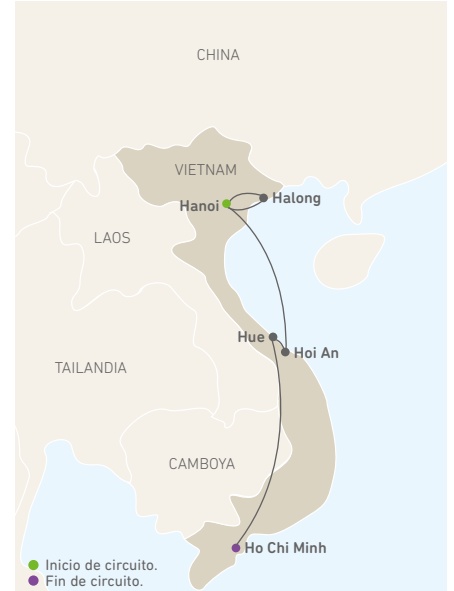 CHINA
VIETNAM
Hanoi
Halong
LAOS
Hue
Hoi An
TAILANDIA
CAMBOYA
Ho Chi Minh
Inicio de circuito.
Fin de circuito.